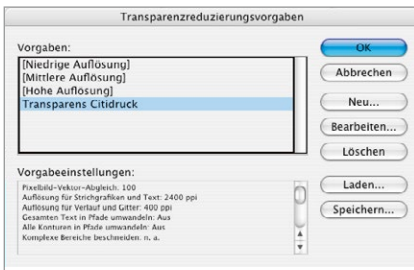 Transparenzreduzierungsvorgaben
Vorgaben:
[Niedrige Auflösung]
[Mittlere Auflösung]
[Hohe Auflösung]
Transparens Citidruck
OK
Abbrechen
Neu...
Bearbeiten...
Löschen
Laden...
Speichern...
Vorgabeeinstellungen:
Pixelbild-Vektor-Abgleich: 100
Auflösung für Strichgrafiken und Text: 2400 ppi
Auflösung für Verlauf und Gitter: 400 ppi
Gesamten Text in Pfade umwandeln: Aus
Alle Konturen in Pfade umwandeln: Aus
Komplexe Bereiche beschneiden: n. a.